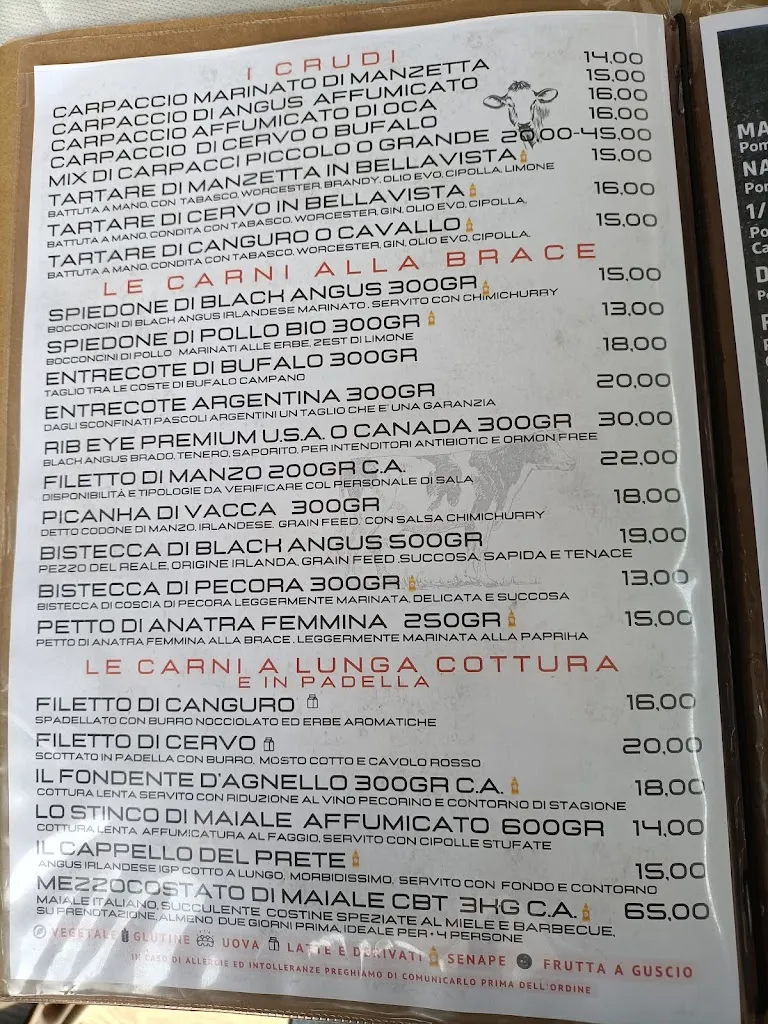 I CRUDI
CARPACCIO MARINATO DI MANZETTA 14,00
CARPACCIO DI ANGUS AFFUMICATO 15,00
CARPACCIO AFFUMICATO DI OCA 16,00
CARPACCIO DI CERVO O BUFALO 16,00
MIX DI CARPACCI PICCOLO O GRANDE 20,00-45,00
TARTARE DI MANZETTA IN BELLAVISTA 15,00
BATTUTA A MANO, CON TABASCO, WORCESTER, BRANDY, OLIO EVO, CIPOLLA, LIMONE
TARTARE DI CERVO IN BELLAVISTA 16,00
BATTUTA A MANO, CONDITA CON TABASCO, WORCESTER, GIN, OLIO EVO, CIPOLLA,
TARTARE DI CANGURO O CAVALLO 15,00
BATTUTA A MANO, CONDITA CON TABASCO, WORCESTER, GIN, OLIO EVO, CIPOLLA,
LE CARNI ALLA BRACE
SPIEDONE DI BLACH ANGUS 300GR 15,00
BOCCONCINI DI BLACH ANGUS IRLANDESE MARINATO . SERVITO CON CHIMICHURRY
SPIEDONE DI POLLO BIO 300GR 13,00
BOCCONCINI DI POLLO MARINATI ALLE ERBE, ZEST DI LIMONE
ENTRECOTE DI BUFALO 300GR 18,00
TAGLIO TRA LE COSTE DI BUFALO CAMPANO
ENTRECOTE ARGENTINA 300GR 20,00
DAGLI SCONFINATI PASCOLI ARGENTINI UN TAGLIO CHE E' UNA GARANZIA
RIB EYE PREMIUM U.S.A. O CANADA 300GR 30,00
BLACH ANGUS BRADO, TENERO, SAPORITO, PER INTENDITORI ANTIBIOTIC E ORMON FREE
FILETTO DI MANZO 200GR C.A. 22,00
DISPONIBILITÀ E TIPOLOGIE DA VERIFICARE COL PERSONALE DI SALA
PICANHA DI VACCA 300GR 18,00
DETTO CODONE DI MANZO, IRLANDESE, GRAIN FEED, CON SALSA CHIMICHURRY
BISTECCA DI BLACH ANGUS 500GR 19,00
PEZZO DEL REALE, ORIGINE IRLANDA, GRAIN FEED ,SUCCOSA, SAPIDA E TENACE
BISTECCA DI PECORA 300GR 13,00
BISTECCA DI COSCIA DI PECORA LEGGERMENTE MARINATA, DELICATA E SUCCOSA
PETTO DI ANATRA FEMMINA 250GR 15,00
PETTO DI ANATRA FEMMINA ALLA BRACE . LEGGERMENTE MARINATA ALLA PAPRIHA
LE CARNI A LUNGA COTTURA
E IN PADELLA
FILETTO DI CANGURO 16,00
SPADELLATO CON BURRO NOCCIOLATO ED ERBE AROMATICHE
FILETTO DI CERVO 20,00
SCOTTATO IN PADELLA CON BURRO, MOSTO COTTO E CAVOLO ROSSO
IL FONDENTE D'AGNELLO 300GR C.A. 18,00
COTTURA LENTA SERVITO CON RIDUZIONE AL VINO PECORINO E CONTORNO DI STAGIONE
LO STINCO DI MAIALE AFFUMICATO 600GR 14,00
COTTURA LENTA AFFUMICATURA AL FAGGIO, SERVITO CON CIPOLLE STUFATE
IL CAPPELLO DEL PRETE 15,00
ANGUS IRLANDESE IGP COTTO A LUNGO, MORBIDISSIMO, SERVITO CON FONDO E CONTORNO
MEZZOCOSTATO DI MAIALE CBT 3HG C.A. 65,00
MAIALE ITALIANO, SUCCULENTE COSTINE SPEZIATE AL MIELE E BARBECUE,
SU PRENOTAZIONE, ALMENO DUE GIORNI PRIMA, IDEALE PER + 4 PERSONE
VEGETALE GLUTINE UOVA LATTE E DERIVATI SENAPE FRUTTA A GUSCIO
IN CASO DI ALLERGIE ED INTOLLERANZE PREGHIAMO DI COMUNICARLO PRIMA DELL'ORDINE